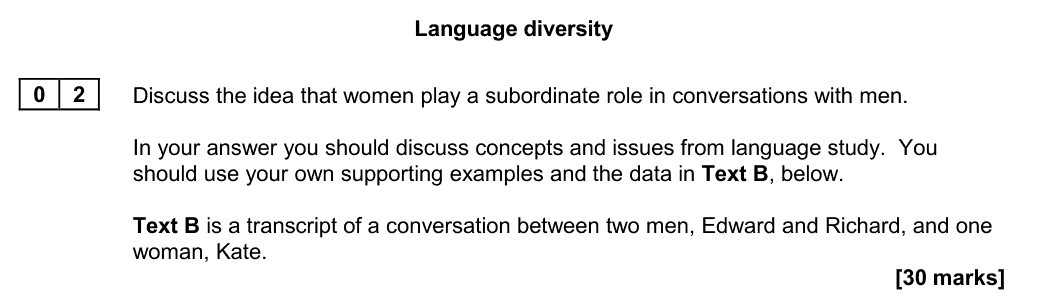 Language diversity
0 2 Discuss the idea that women play a subordinate role in conversations with men.
In your answer you should discuss concepts and issues from language study. You
should use your own supporting examples and the data in Text B, below.
Text B is a transcript of a conversation between two men, Edward and Richard, and one
woman, Kate.
[30 marks]